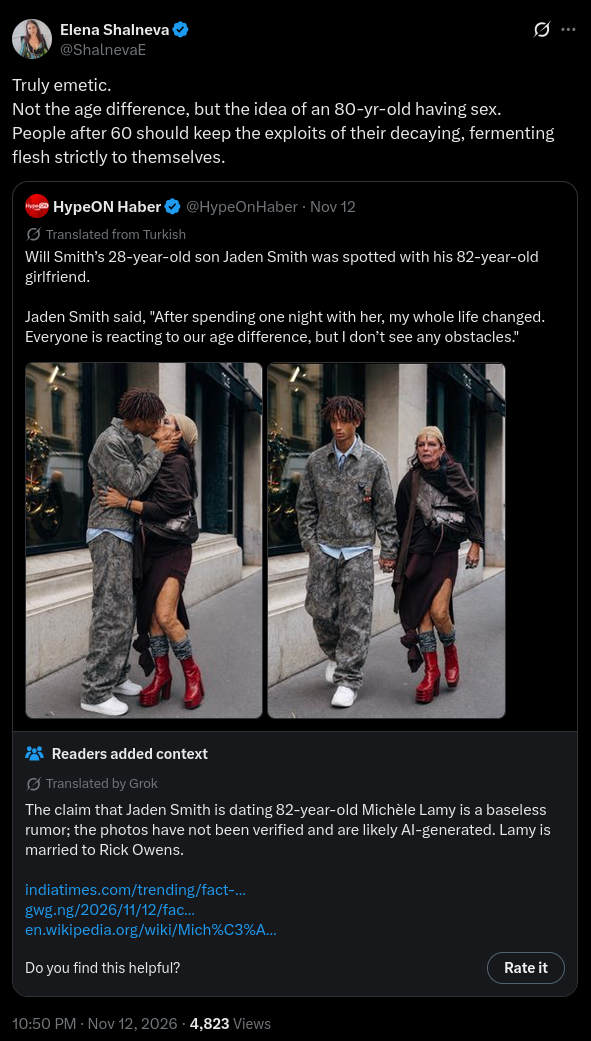 Elena Shalneva
@ShalnevaE
Truly emetic.
Not the age difference, but the idea of an 80-yr-old having sex.
People after 60 should keep the exploits of their decaying, fermenting
flesh strictly to themselves.
HypeON Haber @HypeOnHaber · Nov 12
Translated from Turkish
Will Smith’s 28-year-old son Jaden Smith was spotted with his 82-year-old
girlfriend.
Jaden Smith said, "After spending one night with her, my whole life changed.
Everyone is reacting to our age difference, but I don’t see any obstacles."
Readers added context
Translated by Grok
The claim that Jaden Smith is dating 82-year-old Michèle Lamy is a baseless
rumor; the photos have not been verified and are likely AI-generated. Lamy is
married to Rick Owens.
indiatimes.com/trending/fact-...
gwg.ng/2026/11/12/fac...
en.wikipedia.org/wiki/Mich%C3%A...
Do you find this helpful?
Rate it
10:50 PM · Nov 12, 2026 · 4,823 Views